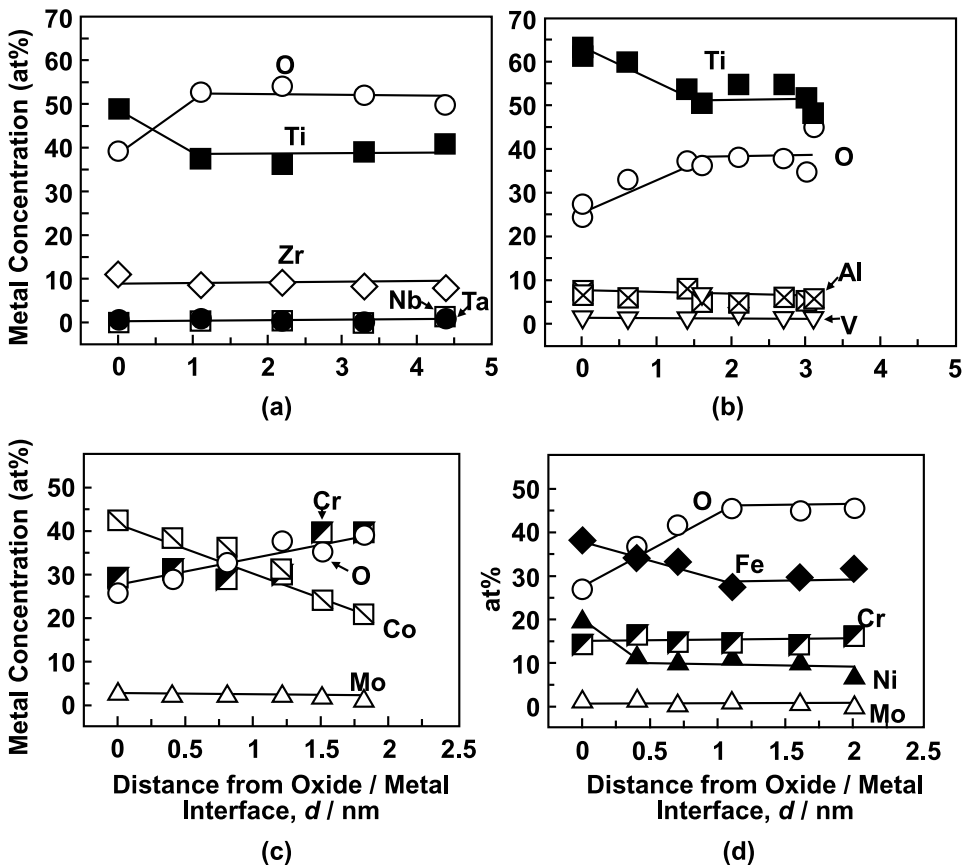 70
60
50
40
30
20
10
0
Metal Concentration (at%)
O
Ti
Zr
Nb
Ta
0 1 2 3 4 5
(a)
70
60
50
40
30
20
10
0
Ti
O
Al
V
0 1 2 3 4 5
(b)
Metal Concentration (at%)
50
40
30
20
10
0
Cr
O
Co
Mo
0 0.5 1 1.5 2 2.5
Distance from Oxide / Metal
Interface, d / nm
(c)
at%
50
40
30
20
10
0
O
Fe
Cr
Ni
Mo
0 0.5 1 1.5 2 2.5
Distance from Oxide / Metal
Interface, d / nm
(d)